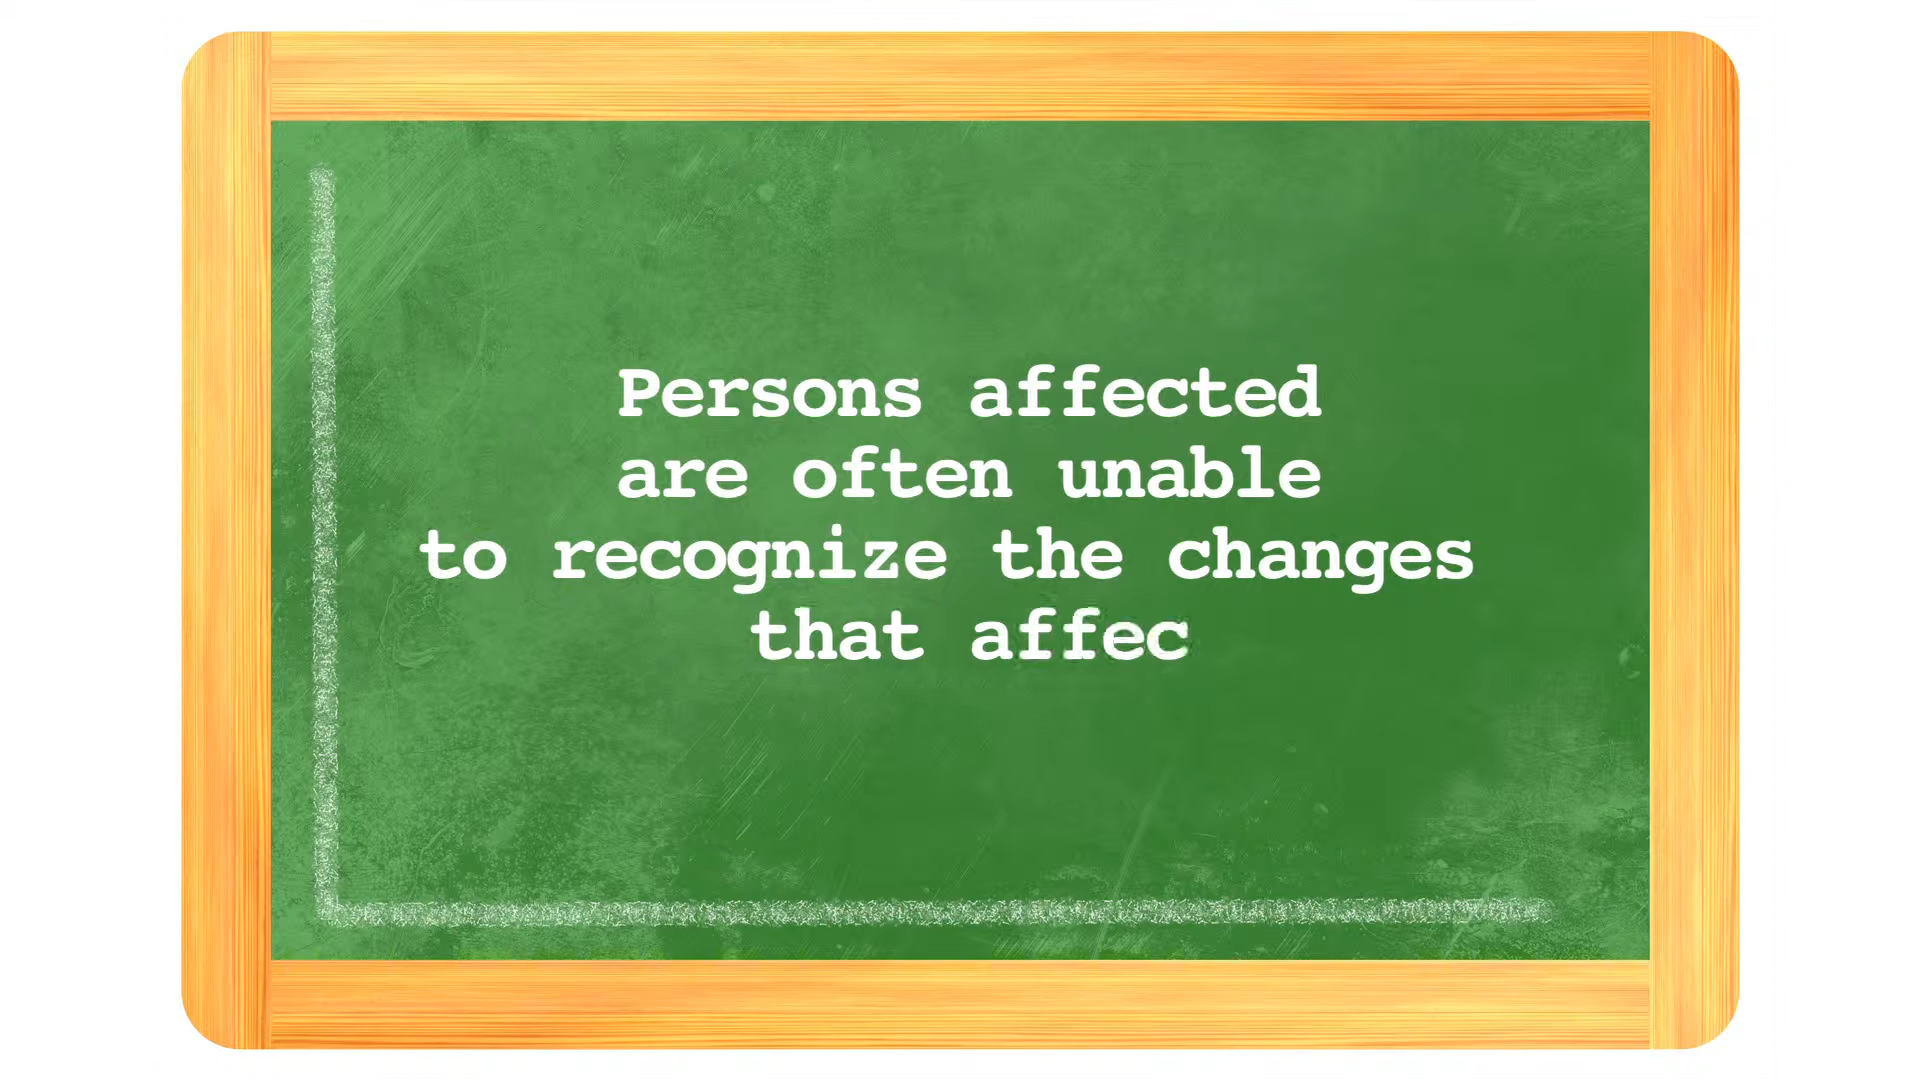 Persons affected
are often unable
to recognize the changes
that affec